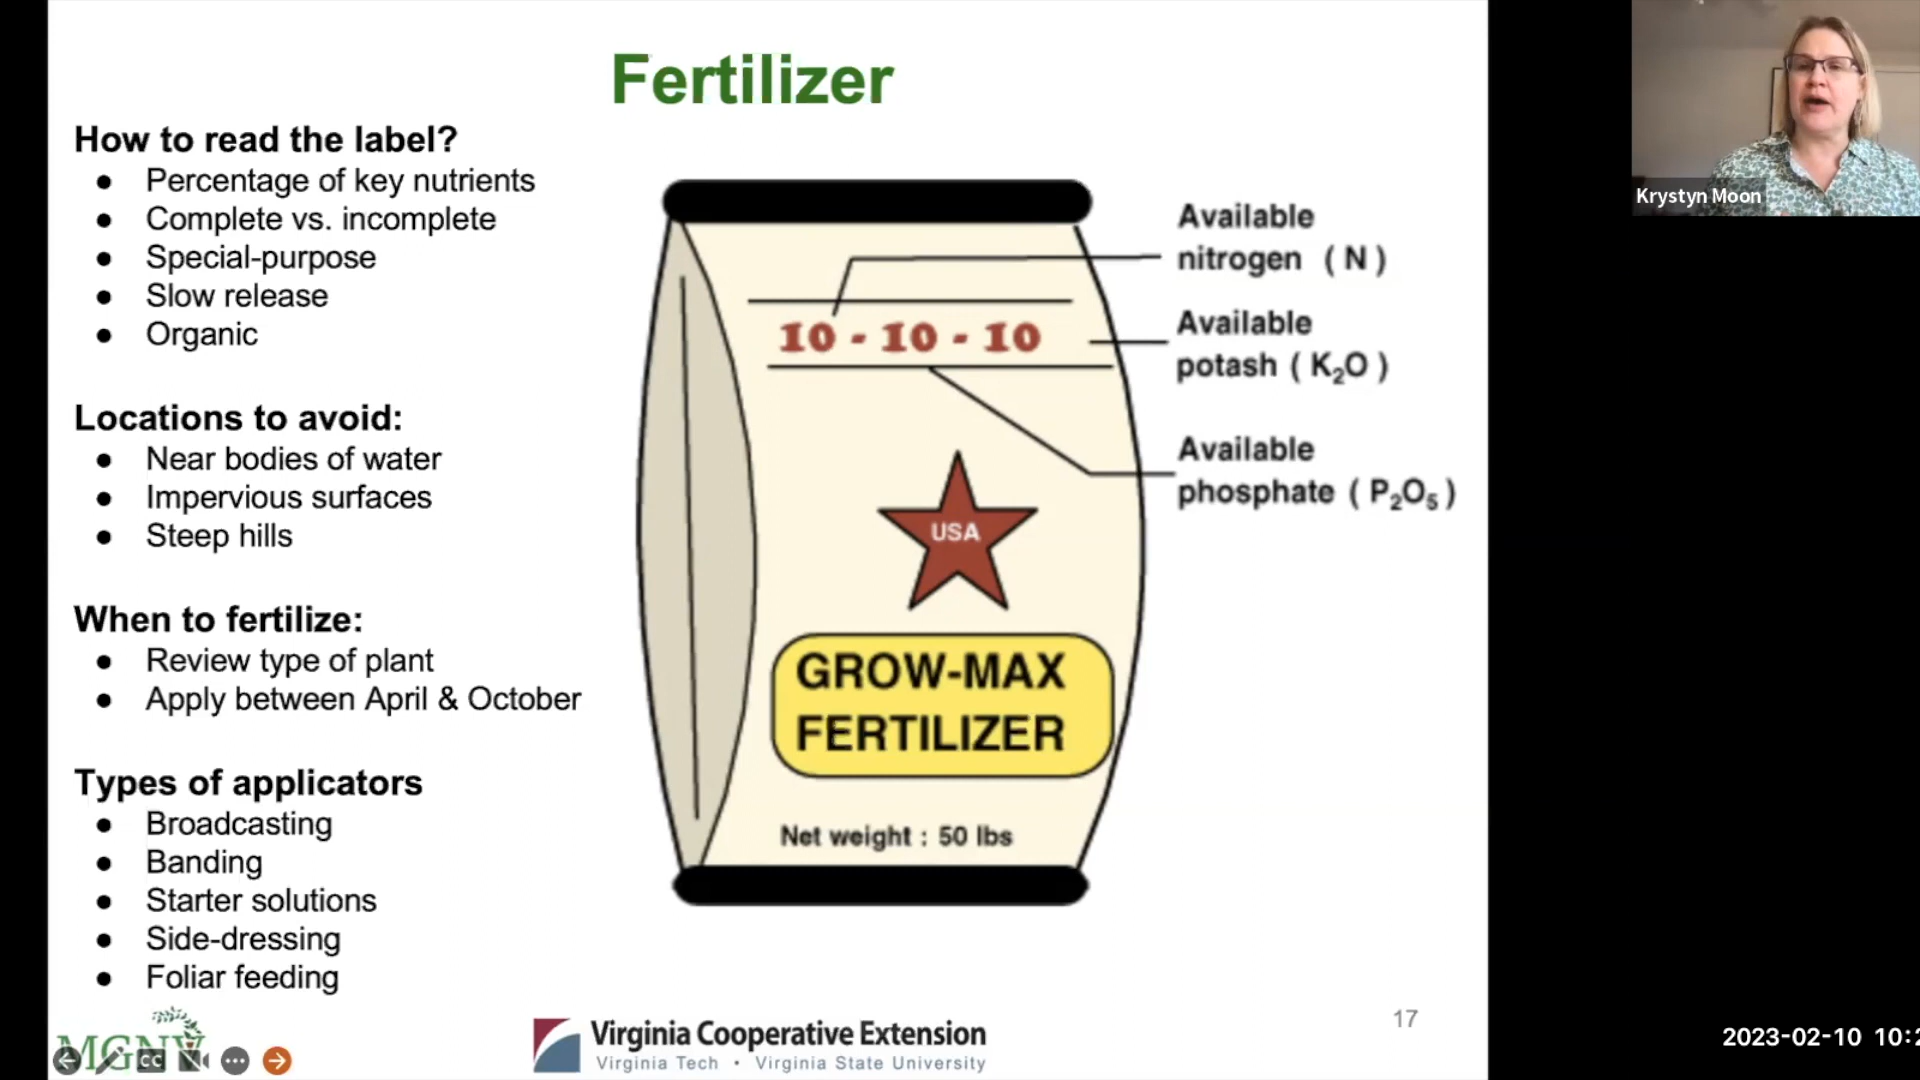 Fertilizer
How to read the label?
● Percentage of key nutrients
● Complete vs. incomplete
● Special-purpose
● Slow release
● Organic
Locations to avoid:
● Near bodies of water
● Impervious surfaces
● Steep hills
When to fertilize:
● Review type of plant
● Apply between April & October
Types of applicators
● Broadcasting
● Banding
● Starter solutions
● Side-dressing
● Foliar feeding
Available
nitrogen ( N )
10 - 10 - 10
Available
potash ( K₂O )
Available
phosphate ( P₂O₅ )
USA
GROW-MAX
FERTILIZER
Net weight : 50 lbs
MGNV
CC
Virginia Cooperative Extension
Virginia Tech • Virginia State University
17
Krystyn Moon
2023-02-10 10:2